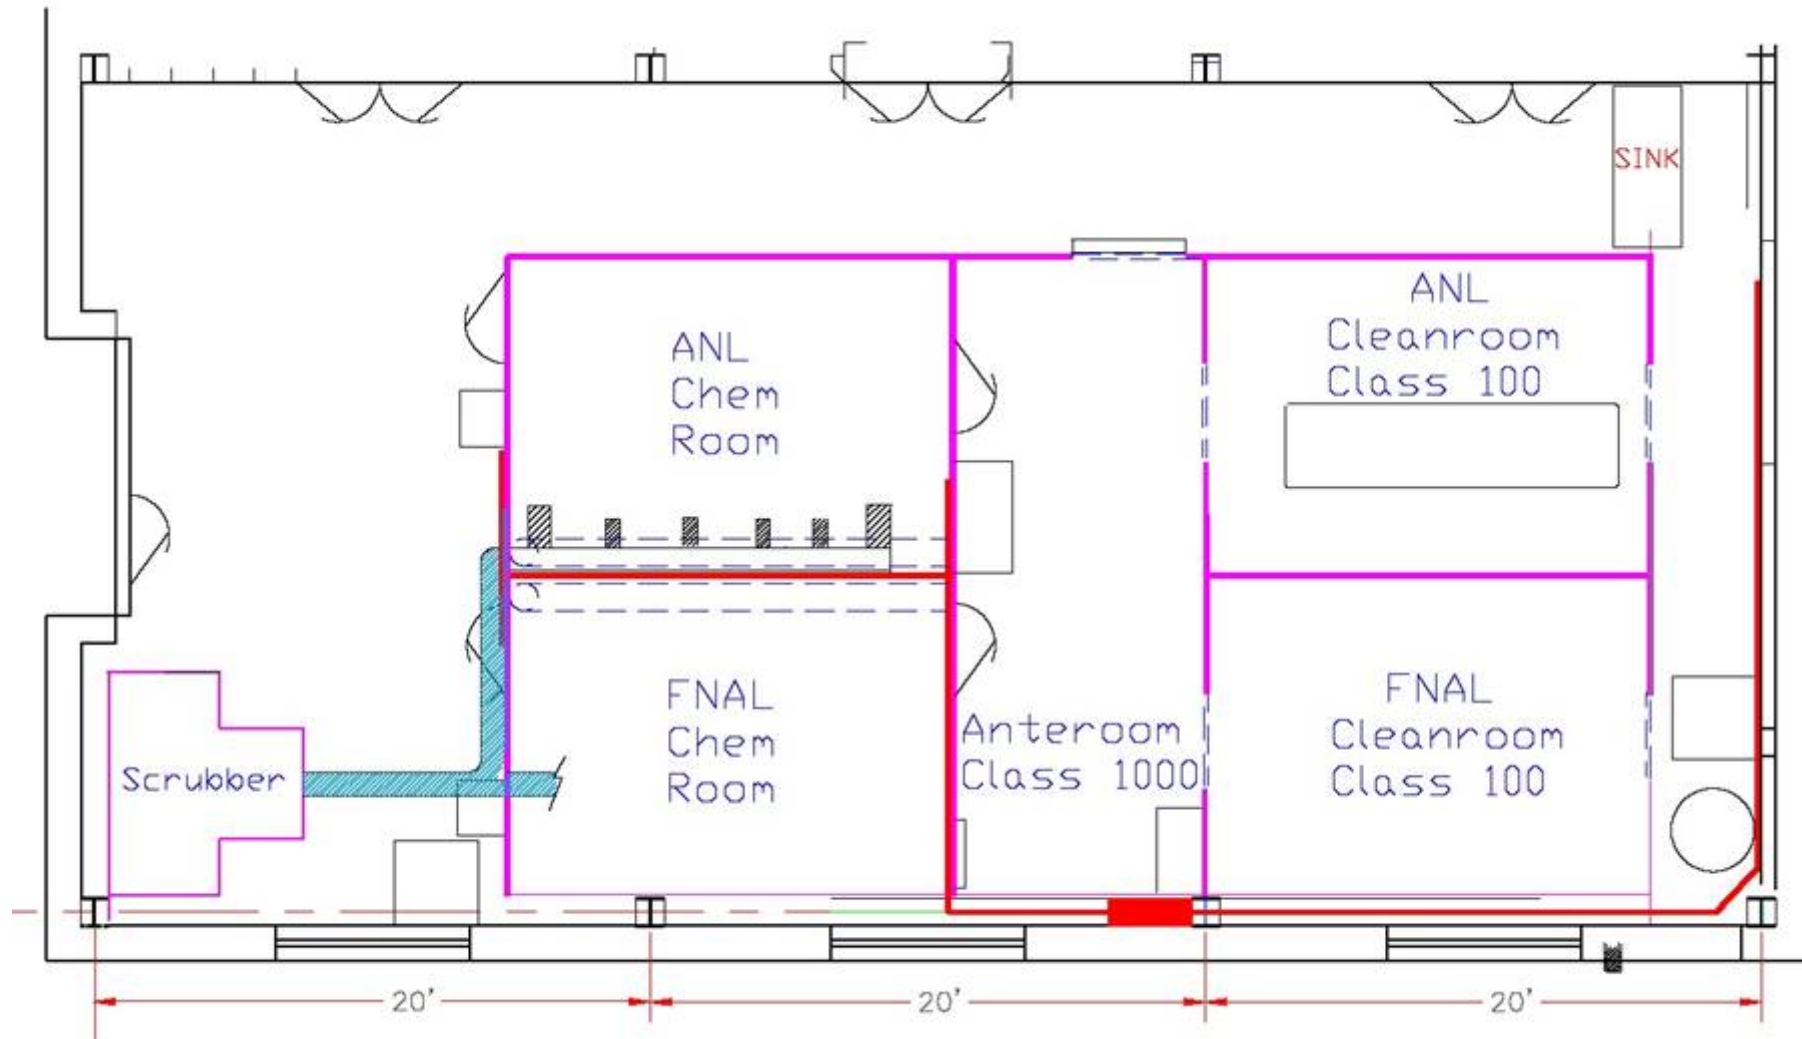 SINK
ANL
Chem
Room
ANL
Cleanroom
Class 100
Scrubber
FNAL
Chem
Room
Anteroom
Class 1000
FNAL
Cleanroom
Class 100
20'
20'
20'